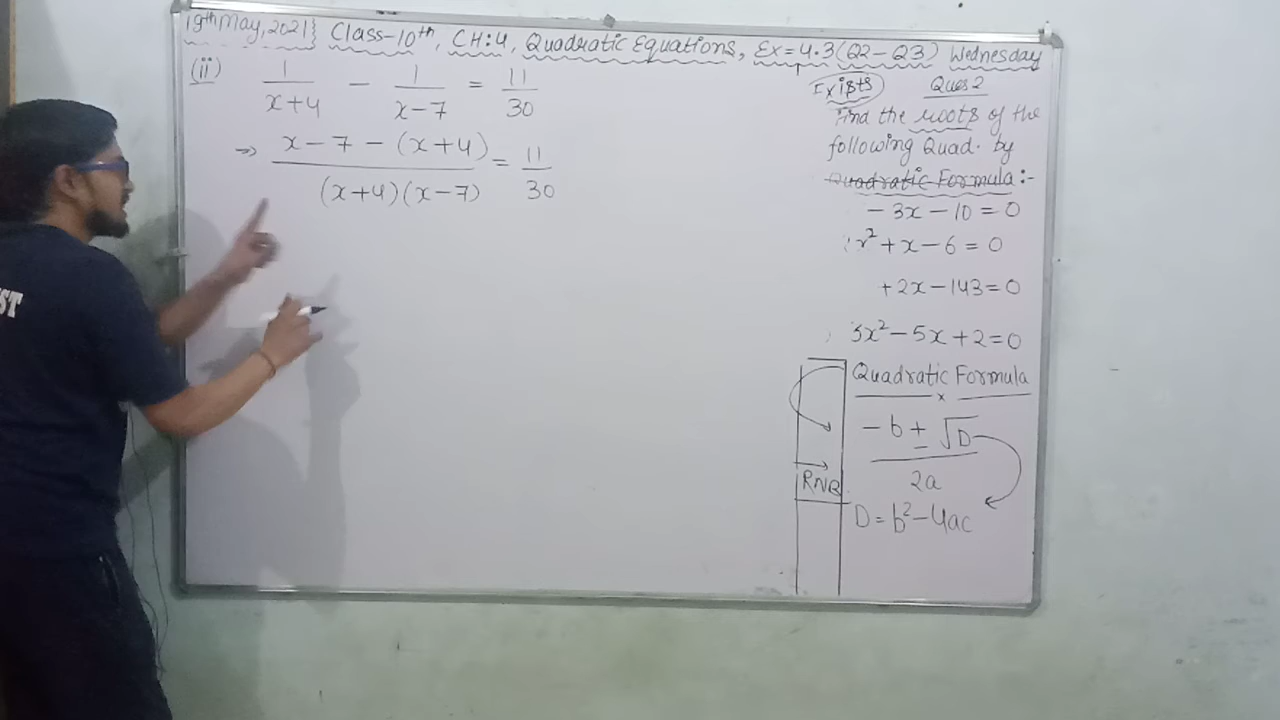 19th May, 2021} Class-10th, CH:4, Quadratic Equations, Ex=4.3(Q2-Q3) Wednesday
(ii) 1/(x+4) - 1/(x-7) = 11/30
⇒ (x-7-(x+4))/((x+4)(x-7)) = 11/30
Exists
Ques 2
Find the roots of the
following Quad. by
Quadratic Formula:-
-3x-10=0
x²+x-6=0
+2x-143=0
3x²-5x+2=0
Quadratic Formula
(-b±√D)/2a
RNB
D=b²-4ac
ST